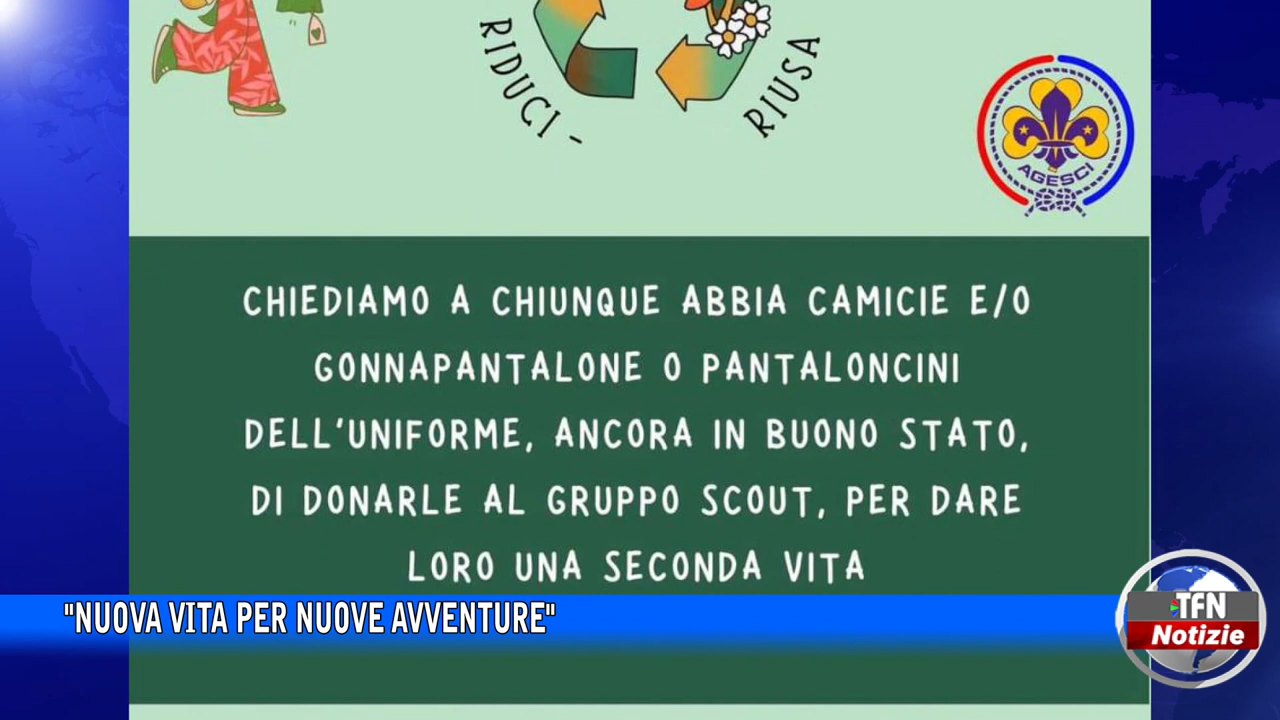 RIDUCI -
RIUSA
AGESCI
CHIEDIAMO A CHIUNQUE ABBIA CAMICIE E/O
GONNAPANTALONE O PANTALONCINI
DELL'UNIFORME, ANCORA IN BUONO STATO,
DI DONARLE AL GRUPPO SCOUT, PER DARE
LORO UNA SECONDA VITA
"NUOVA VITA PER NUOVE AVVENTURE"
TFN
Notizie